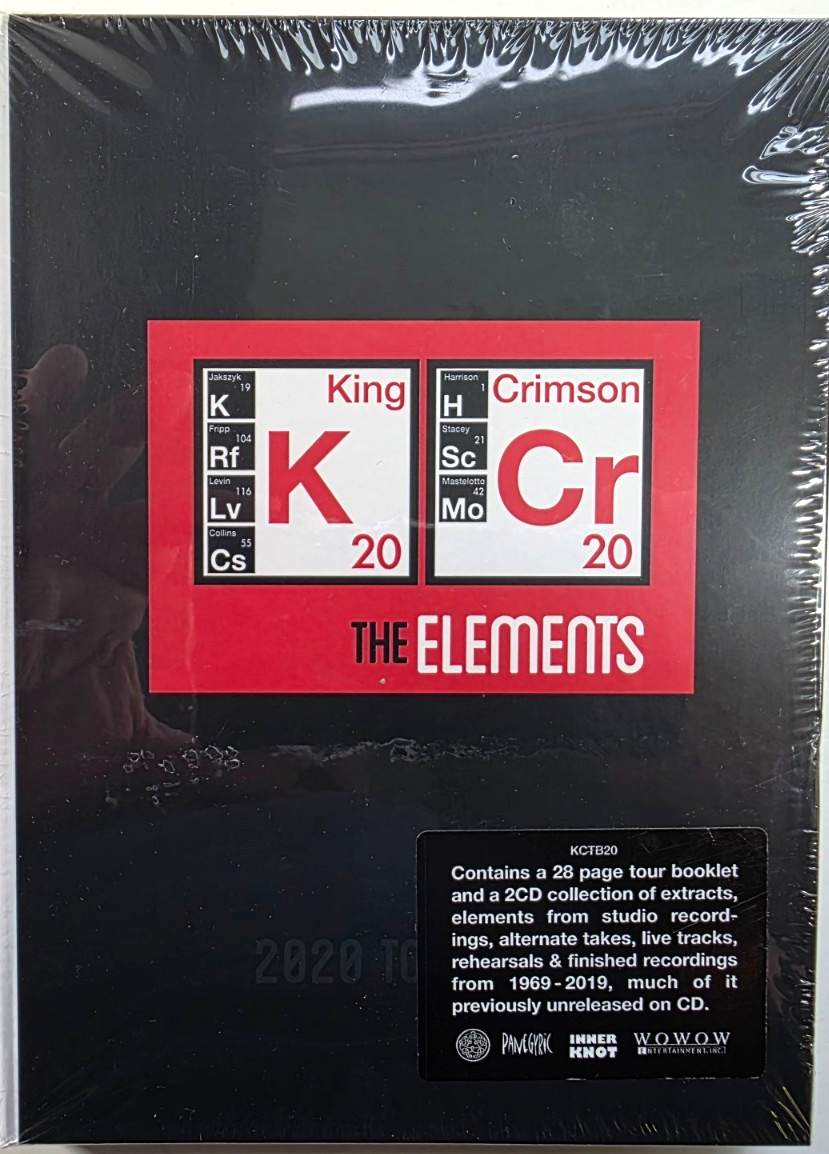 Jakszyk
19
K
Fripp
104
Rf
Levin
116
Lv
Collins
55
Cs
King
K
20
Harrison
1
H
Stacey
21
Sc
Mastelotto
42
Mo
Crimson
Cr
20
THE ELEMENTS
2020 TO
KCTB20
Contains a 28 page tour booklet
and a 2CD collection of extracts,
elements from studio record-
ings, alternate takes, live tracks,
rehearsals & finished recordings
from 1969 - 2019, much of it
previously unreleased on CD.
PANEGYRIC
INNER
KNOT
WOWOW
ENTERTAINMENT, INC.